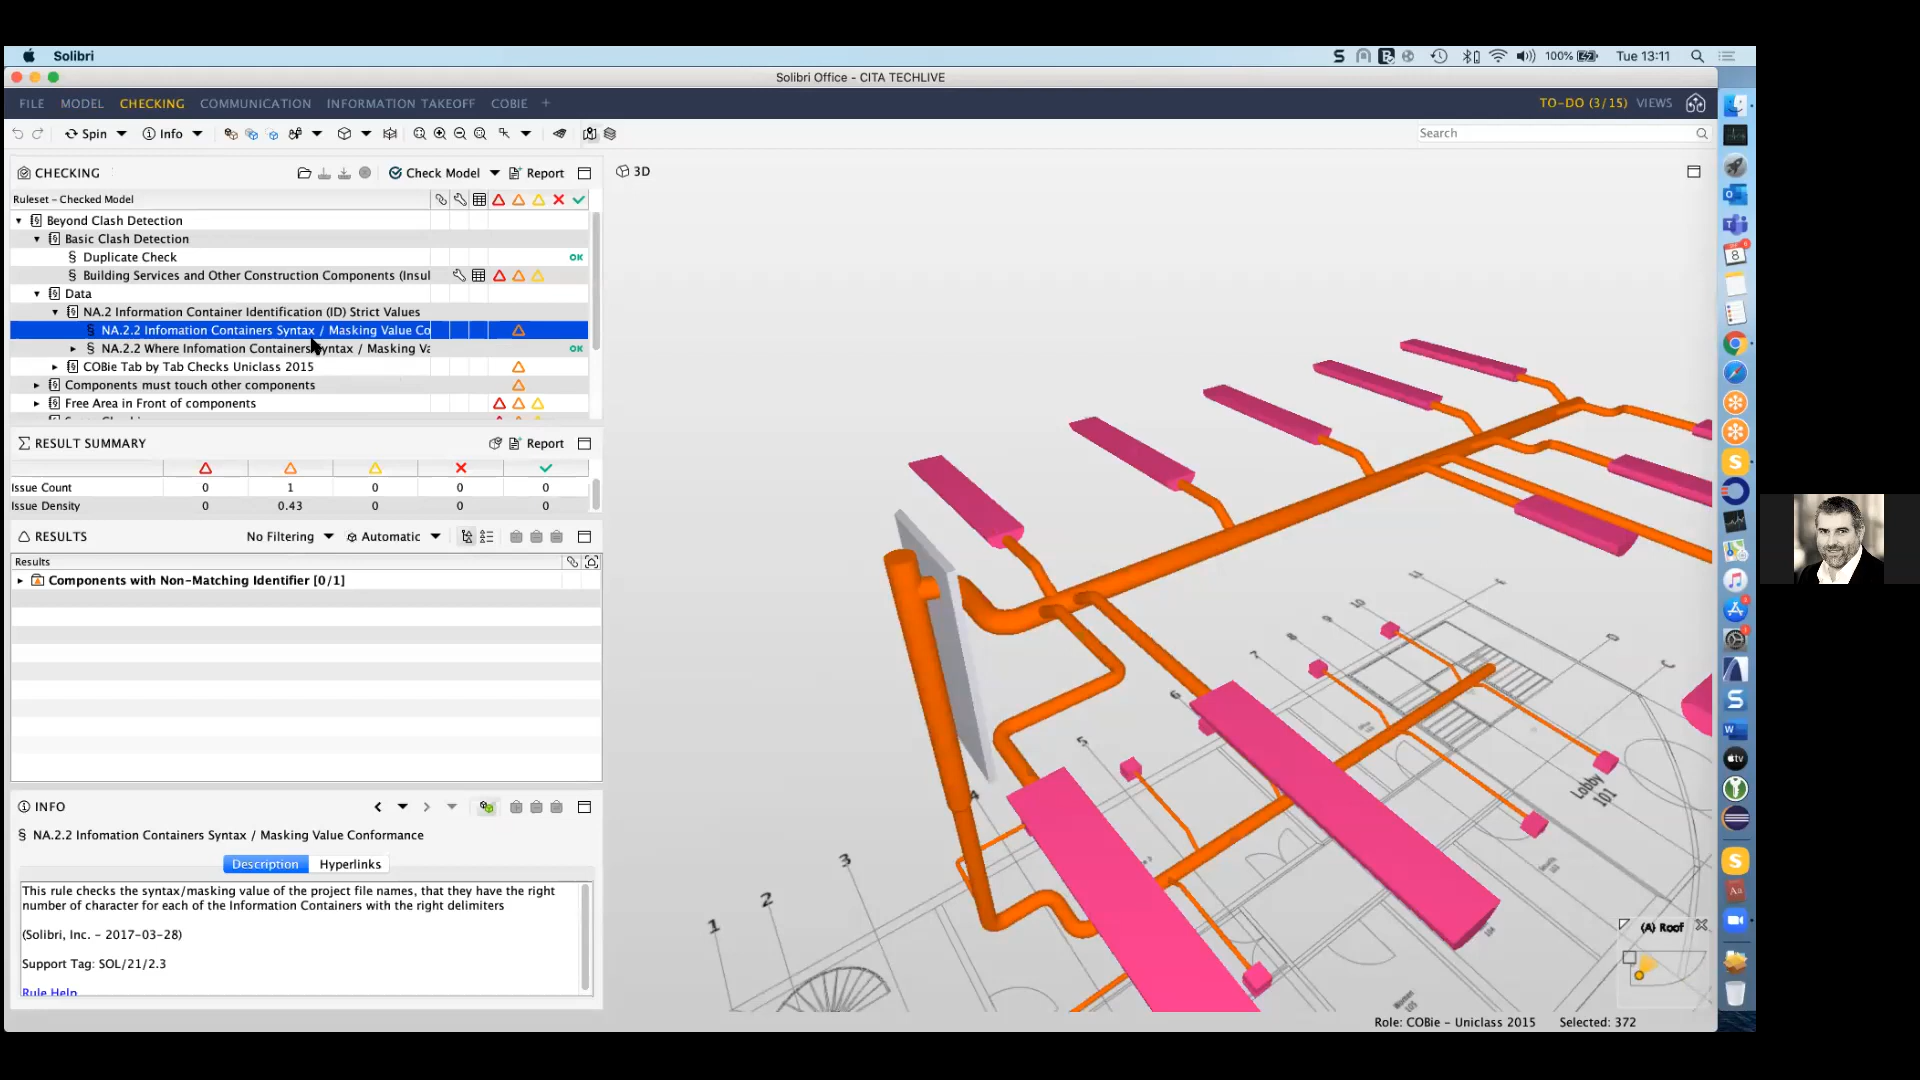 Solibri
100%
Tue 13:11
Solibri Office - CITA TECHLIVE
FILE MODEL CHECKING COMMUNICATION INFORMATION TAKEOFF COBIE +
TO-DO (3/15) VIEWS
Spin Info
Search
CHECKING
Check Model Report
3D
Ruleset – Checked Model
Beyond Clash Detection
Basic Clash Detection
§ Duplicate Check OK
§ Building Services and Other Construction Components (Insul
Data
NA.2 Information Container Identification (ID) Strict Values
§ NA.2.2 Infomation Containers Syntax / Masking Value Co
§ NA.2.2 Where Infomation Containers Syntax / Masking Va OK
COBie Tab by Tab Checks Uniclass 2015
Components must touch other components
Free Area in Front of components
RESULT SUMMARY
Report
Issue Count 0 1 0 0 0
Issue Density 0 0.43 0 0 0
RESULTS
No Filtering Automatic
Results
Components with Non-Matching Identifier [0/1]
INFO
§ NA.2.2 Infomation Containers Syntax / Masking Value Conformance
Description Hyperlinks
This rule checks the syntax/masking value of the project file names, that they have the right
number of character for each of the Information Containers with the right delimiters
(Solibri, Inc. - 2017-03-28)
Support Tag: SOL/21/2.3
Rule Help
10
9
8
7
6
5
4
3
2
1
Lobby
101
(A) Roof
Role: COBie - Uniclass 2015 Selected: 372